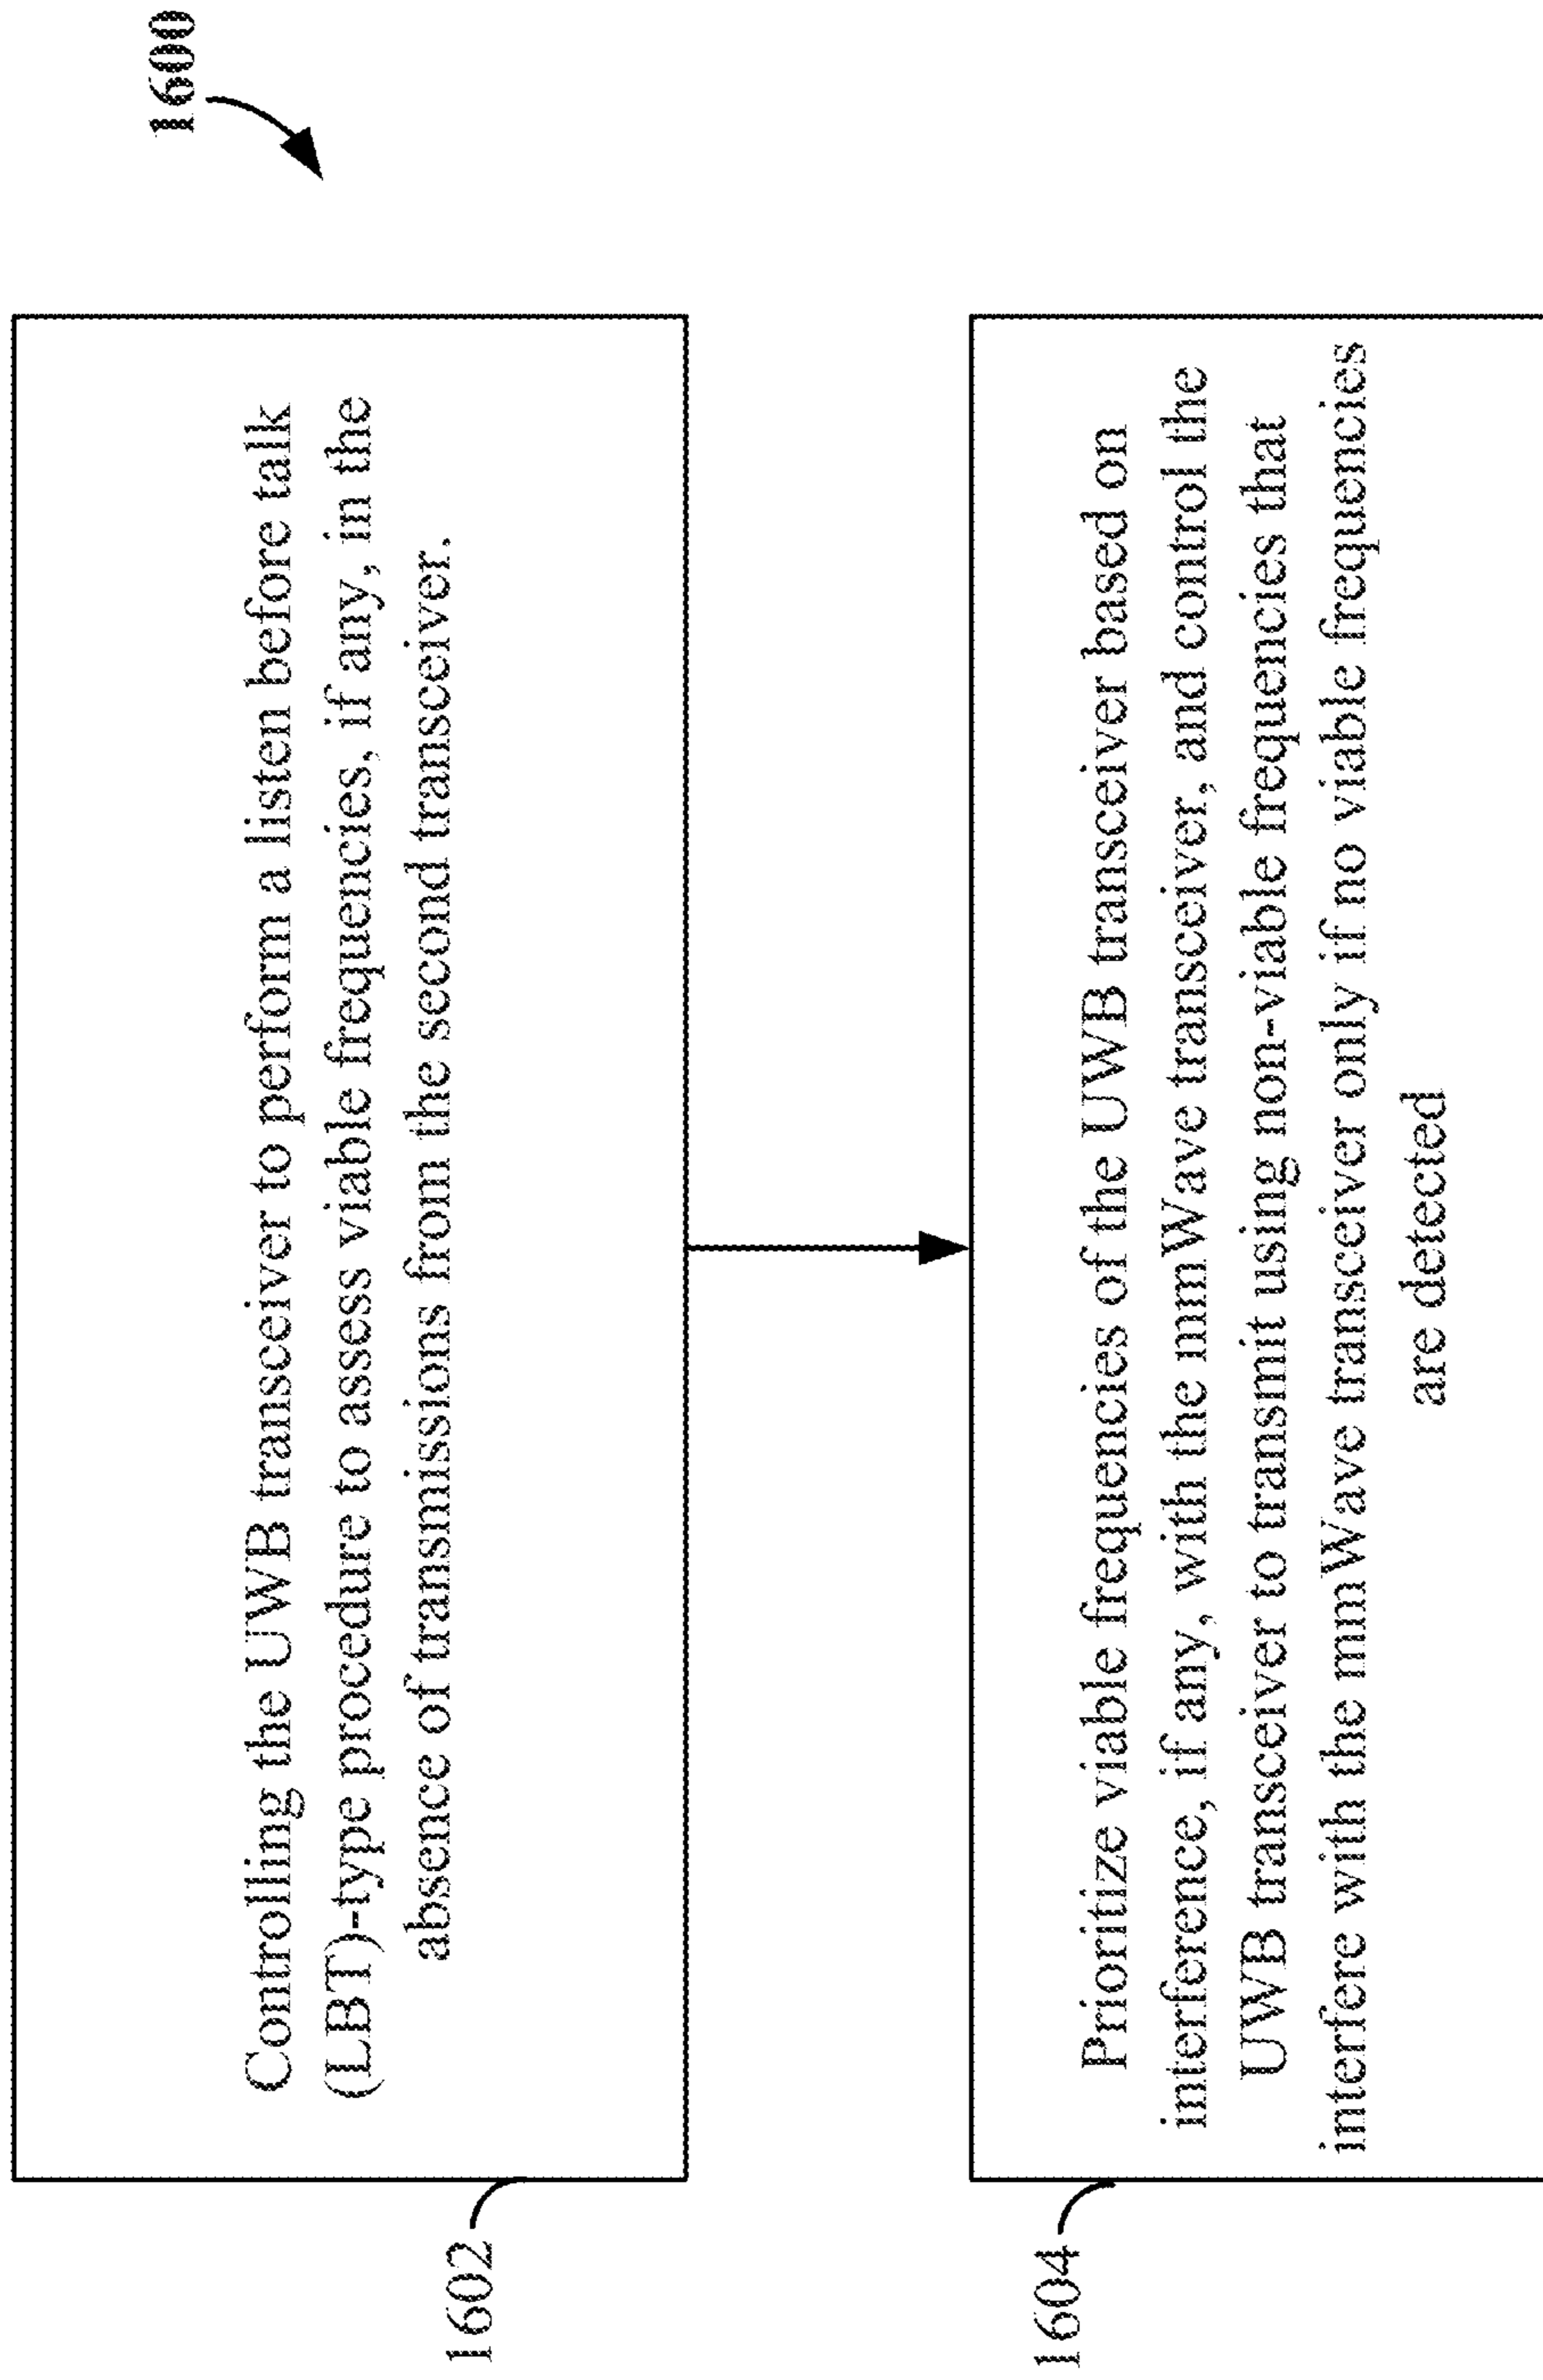 1600
1602
Controlling the UWB transceiver to perform a listen before talk
(LBT)-type procedure to assess viable frequencies, if any, in the
absence of transmissions from the second transceiver.
1604
Prioritize viable frequencies of the UWB transceiver based on
interference, if any, with the mmWave transceiver, and control the
UWB transceiver to transmit using non-viable frequencies that
interfere with the mmWave transceiver only if no viable frequencies
are detected